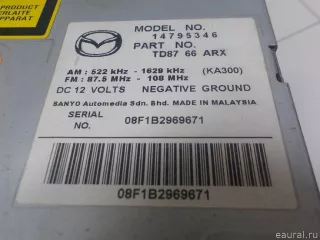 PRODUCT
ERZEUGNIS
MODEL NO.
14795346
PART NO.
TD87 66 ARX
AM : 522 kHz - 1629 kHz (KA300)
FM : 87.5 MHz - 108 MHz
DC 12 VOLTS NEGATIVE GROUND
SANYO Automedia Sdn. Bhd. MADE IN MALAYSIA
SERIAL
NO. 08F1B2969671
08F1B2969671
© eaural.ru